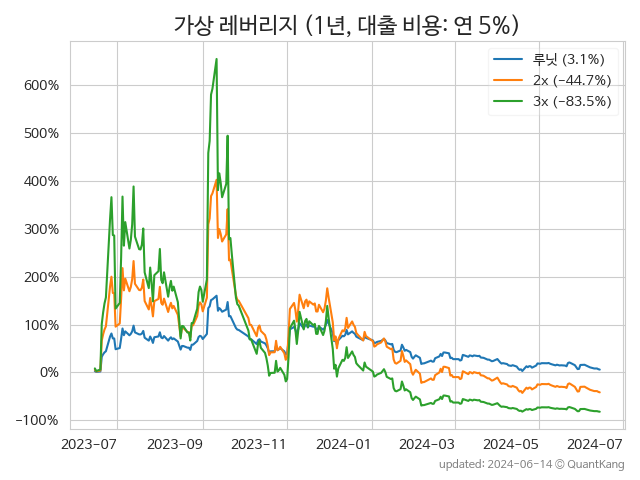 가상 레버리지 (1년, 대출 비용: 연 5%)
루닛 (3.1%)
2x (−44.7%)
3x (−83.5%)
600%
500%
400%
300%
200%
100%
0%
−100%
2023-07 2023-09 2023-11 2024-01 2024-03 2024-05 2024-07
updated: 2024-06-14 © QuantKang